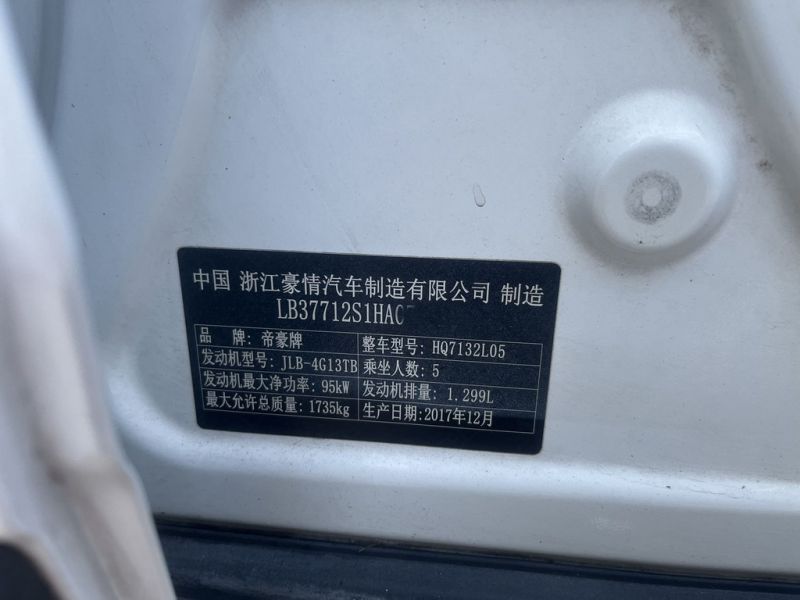 中国 浙江豪情汽车制造有限公司 制造
LB37712S1HAC
品 牌: 帝豪牌 整车型号: HQ7132L05
发动机型号: JLB-4G13TB 乘坐人数: 5
发动机最大净功率: 95kW 发动机排量: 1.299L
最大允许总质量: 1735kg 生产日期:2017年12月